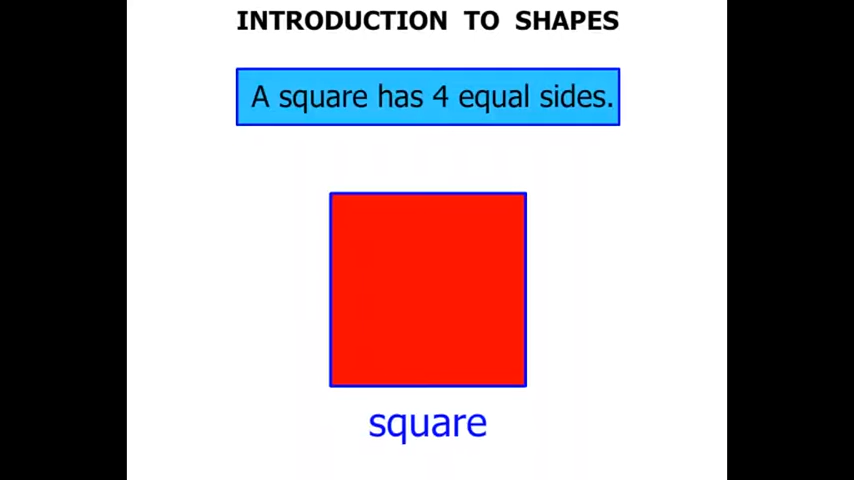 INTRODUCTION TO SHAPES
A square has 4 equal sides.
square